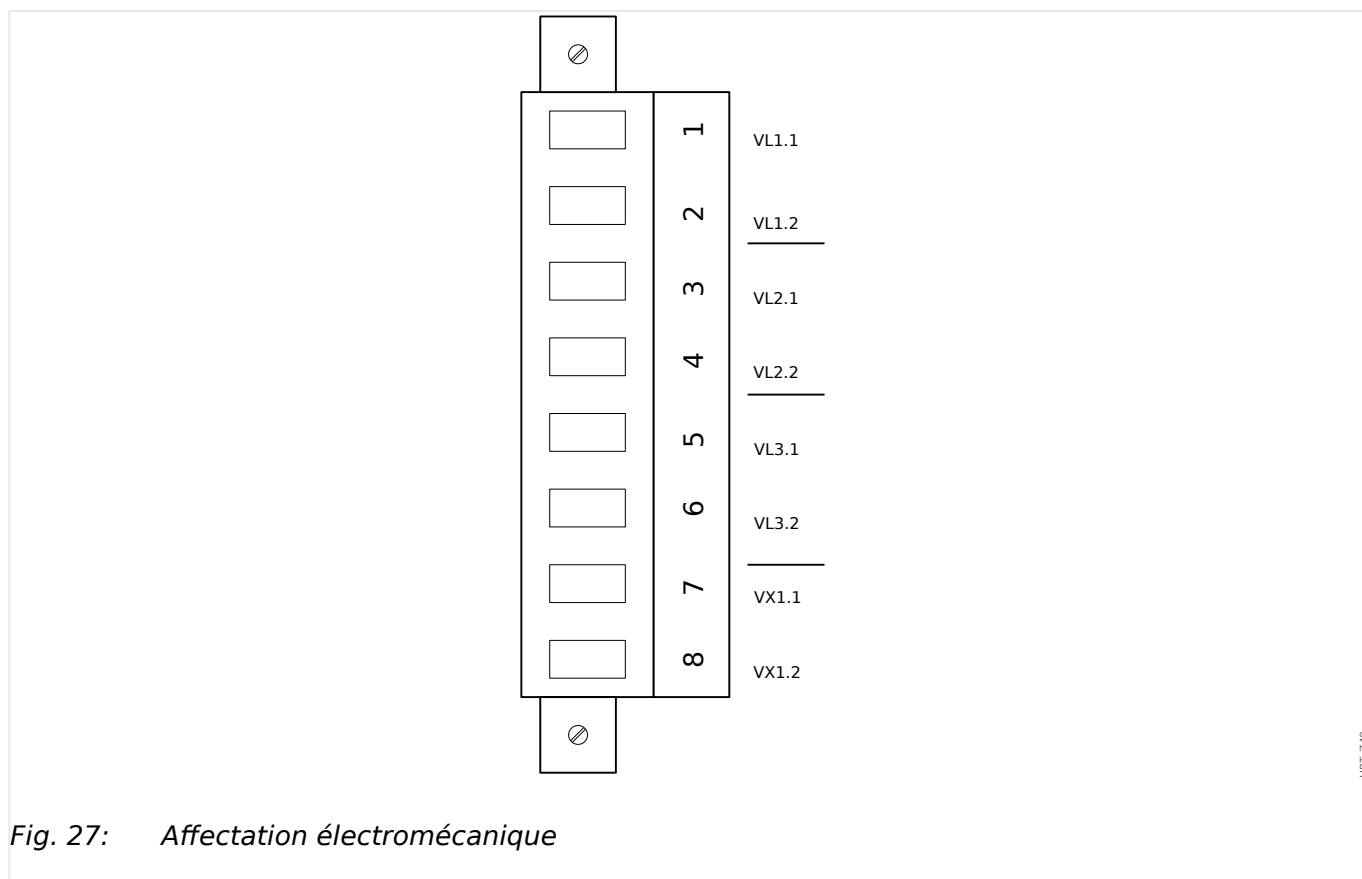 1
VL1.1
2
VL1.2
3
VL2.1
4
VL2.2
5
VL3.1
6
VL3.2
7
VX1.1
8
VX1.2
Fig. 27: Affectation électromécanique